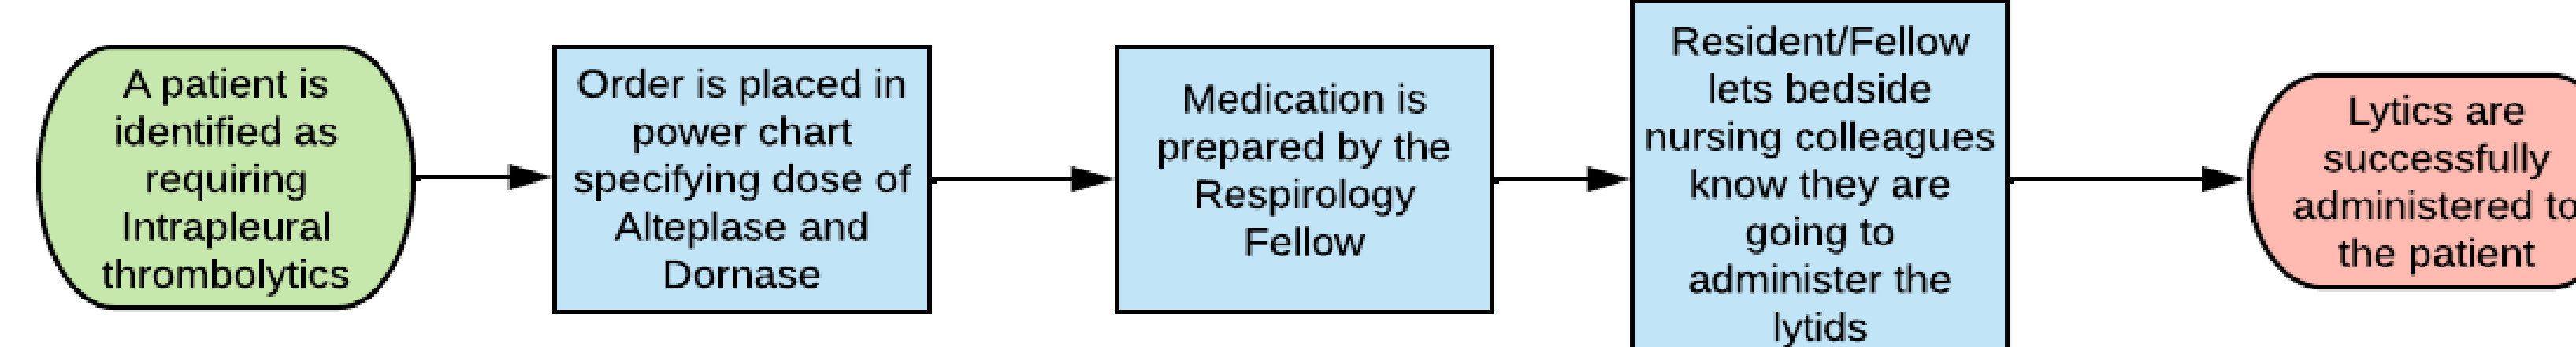 A patient is
identified as
requiring
Intrapleural
thrombolytics
Order is placed in
power chart
specifying dose of
Alteplase and
Dornase
Medication is
prepared by the
Respirology
Fellow
Resident/Fellow
lets bedside
nursing colleagues
know they are
going to
administer the
lytids
Lytics are
successfully
administered to
the patient